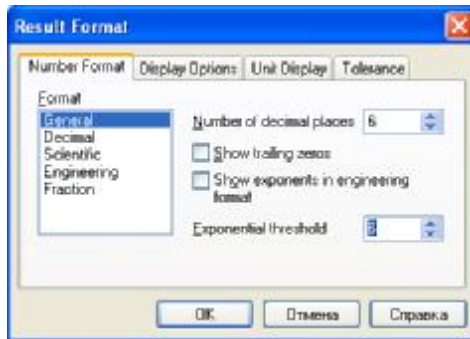 Result Format
Number Format Display Options Unit Display Tolerance
Format
General
Decimal
Scientific
Engineering
Fraction
Number of decimal places 6
Show trailing zeros
Show exponents in engineering
format
Exponential threshold
OK Отмена Справка